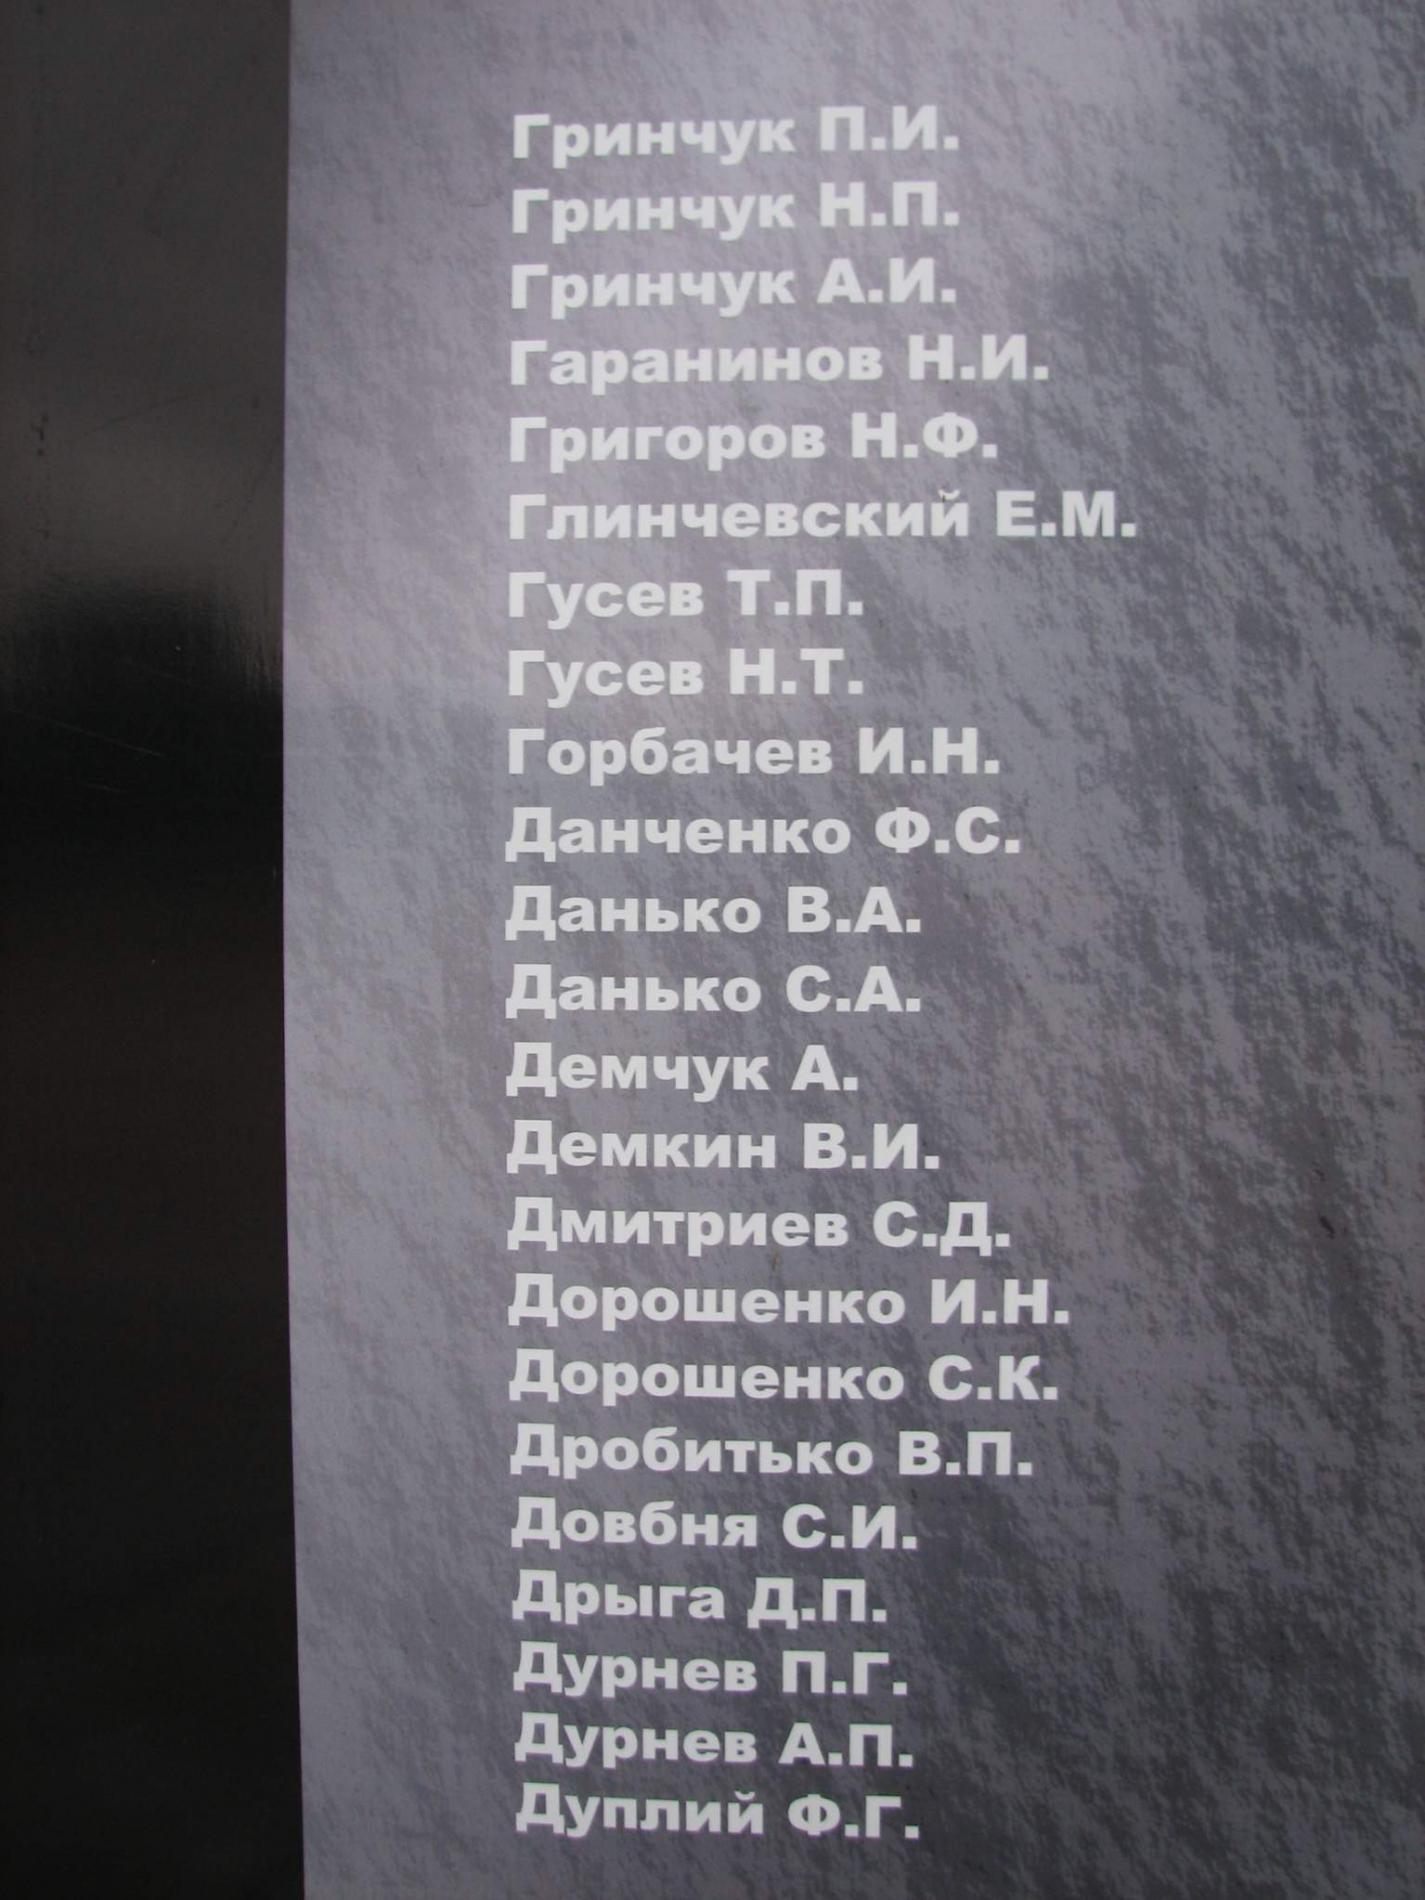 Гринчук П.И.
Гринчук Н.П.
Гринчук А.И.
Гаранинов Н.И.
Григоров Н.Ф.
Глинчевский Е.М.
Гусев Т.П.
Гусев Н.Т.
Горбачев И.Н.
Данченко Ф.С.
Данько В.А.
Данько С.А.
Демчук А.
Демкин В.И.
Дмитриев С.Д.
Дорошенко И.Н.
Дорошенко С.К.
Дробитько В.П.
Довбня С.И.
Дрыга Д.П.
Дурнев П.Г.
Дурнев А.П.
Дуплий Ф.Г.